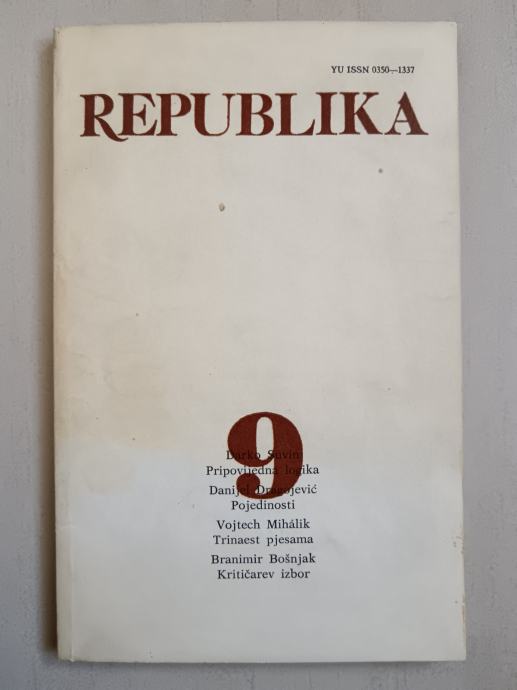 YU ISSN 0350—1337
REPUBLIKA
9
Darko Suvin
Pripovijedna logika
Danijel Dragojević
Pojedinosti
Vojtech Mihálik
Trinaest pjesama
Branimir Bošnjak
Kritičarev izbor